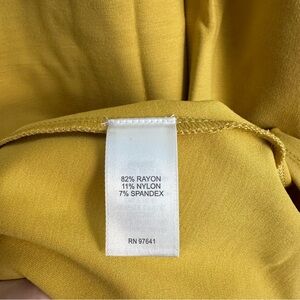 82% RAYON
11% NYLON
7% SPANDEX
RN 97641